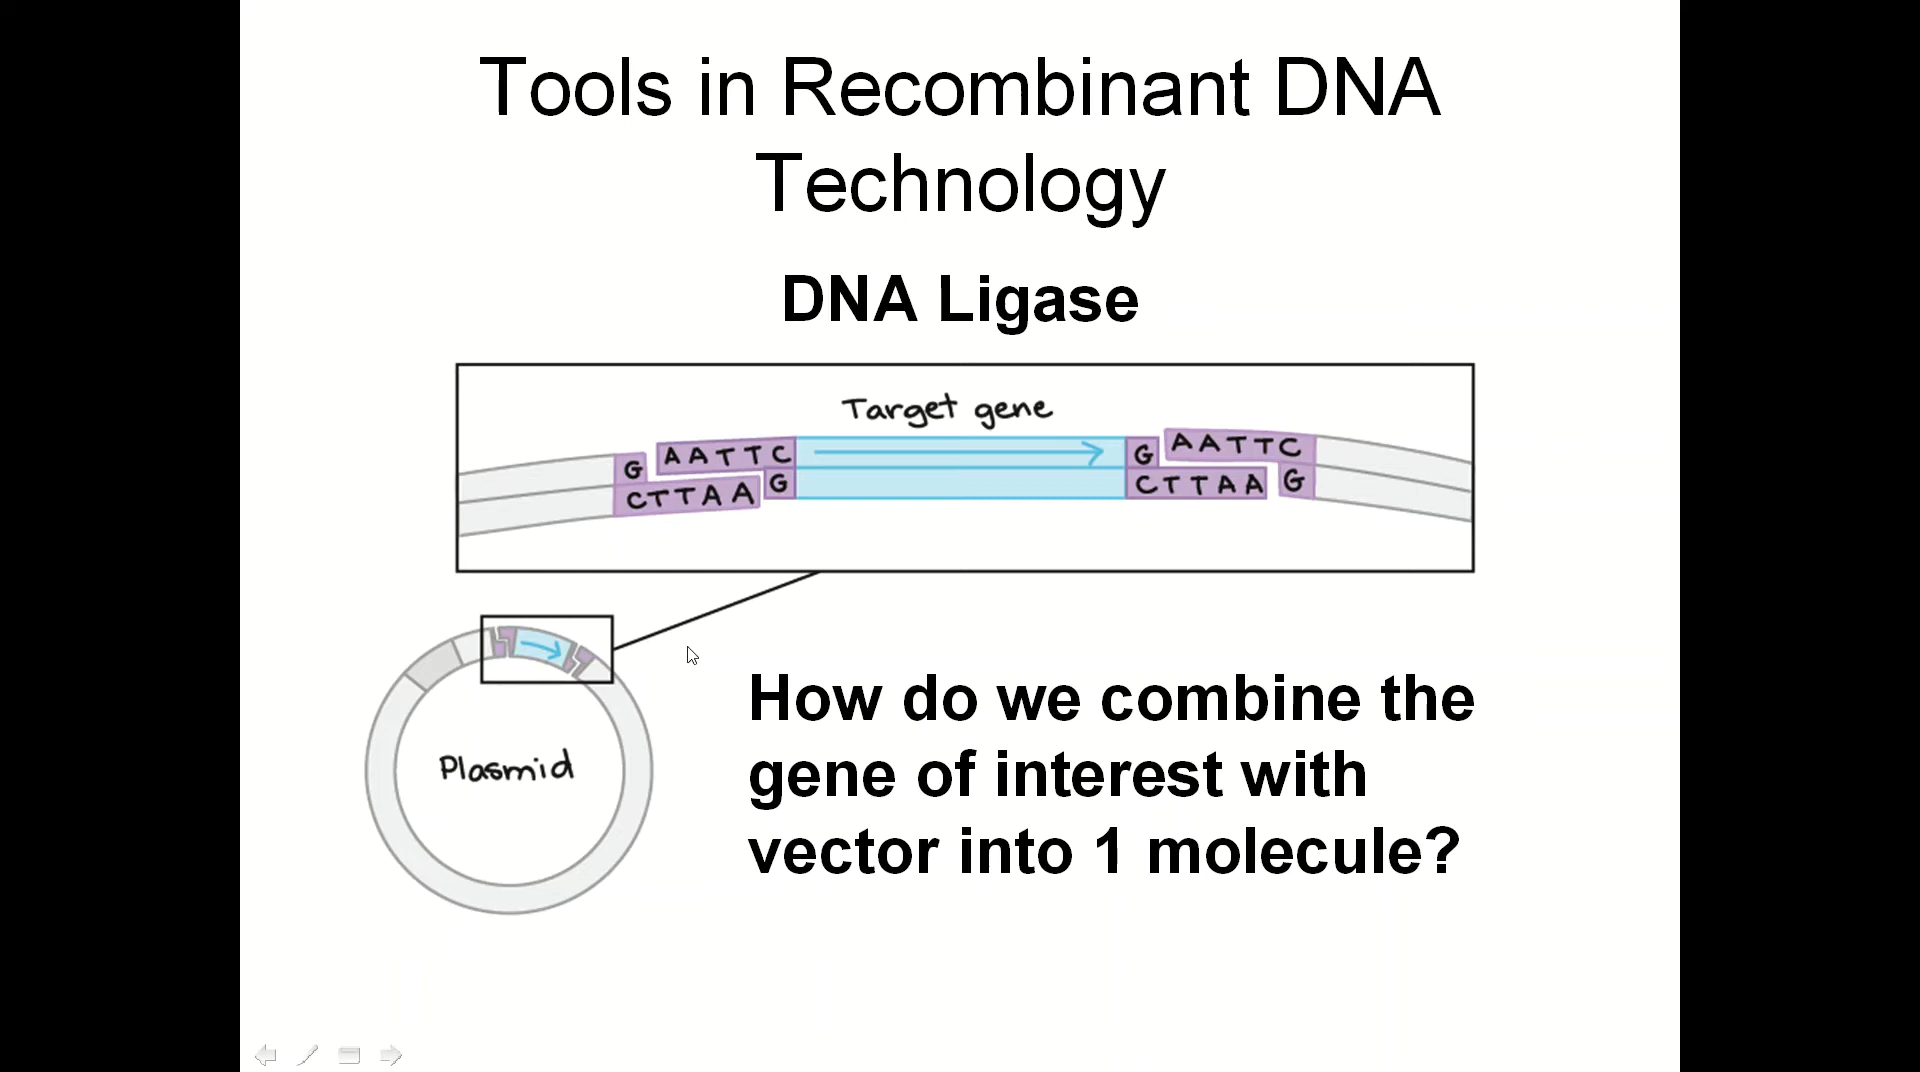 Tools in Recombinant DNA
Technology
DNA Ligase
Target gene
G AATTC G AATTC
CTTAA G CTTAA G
Plasmid
How do we combine the
gene of interest with
vector into 1 molecule?